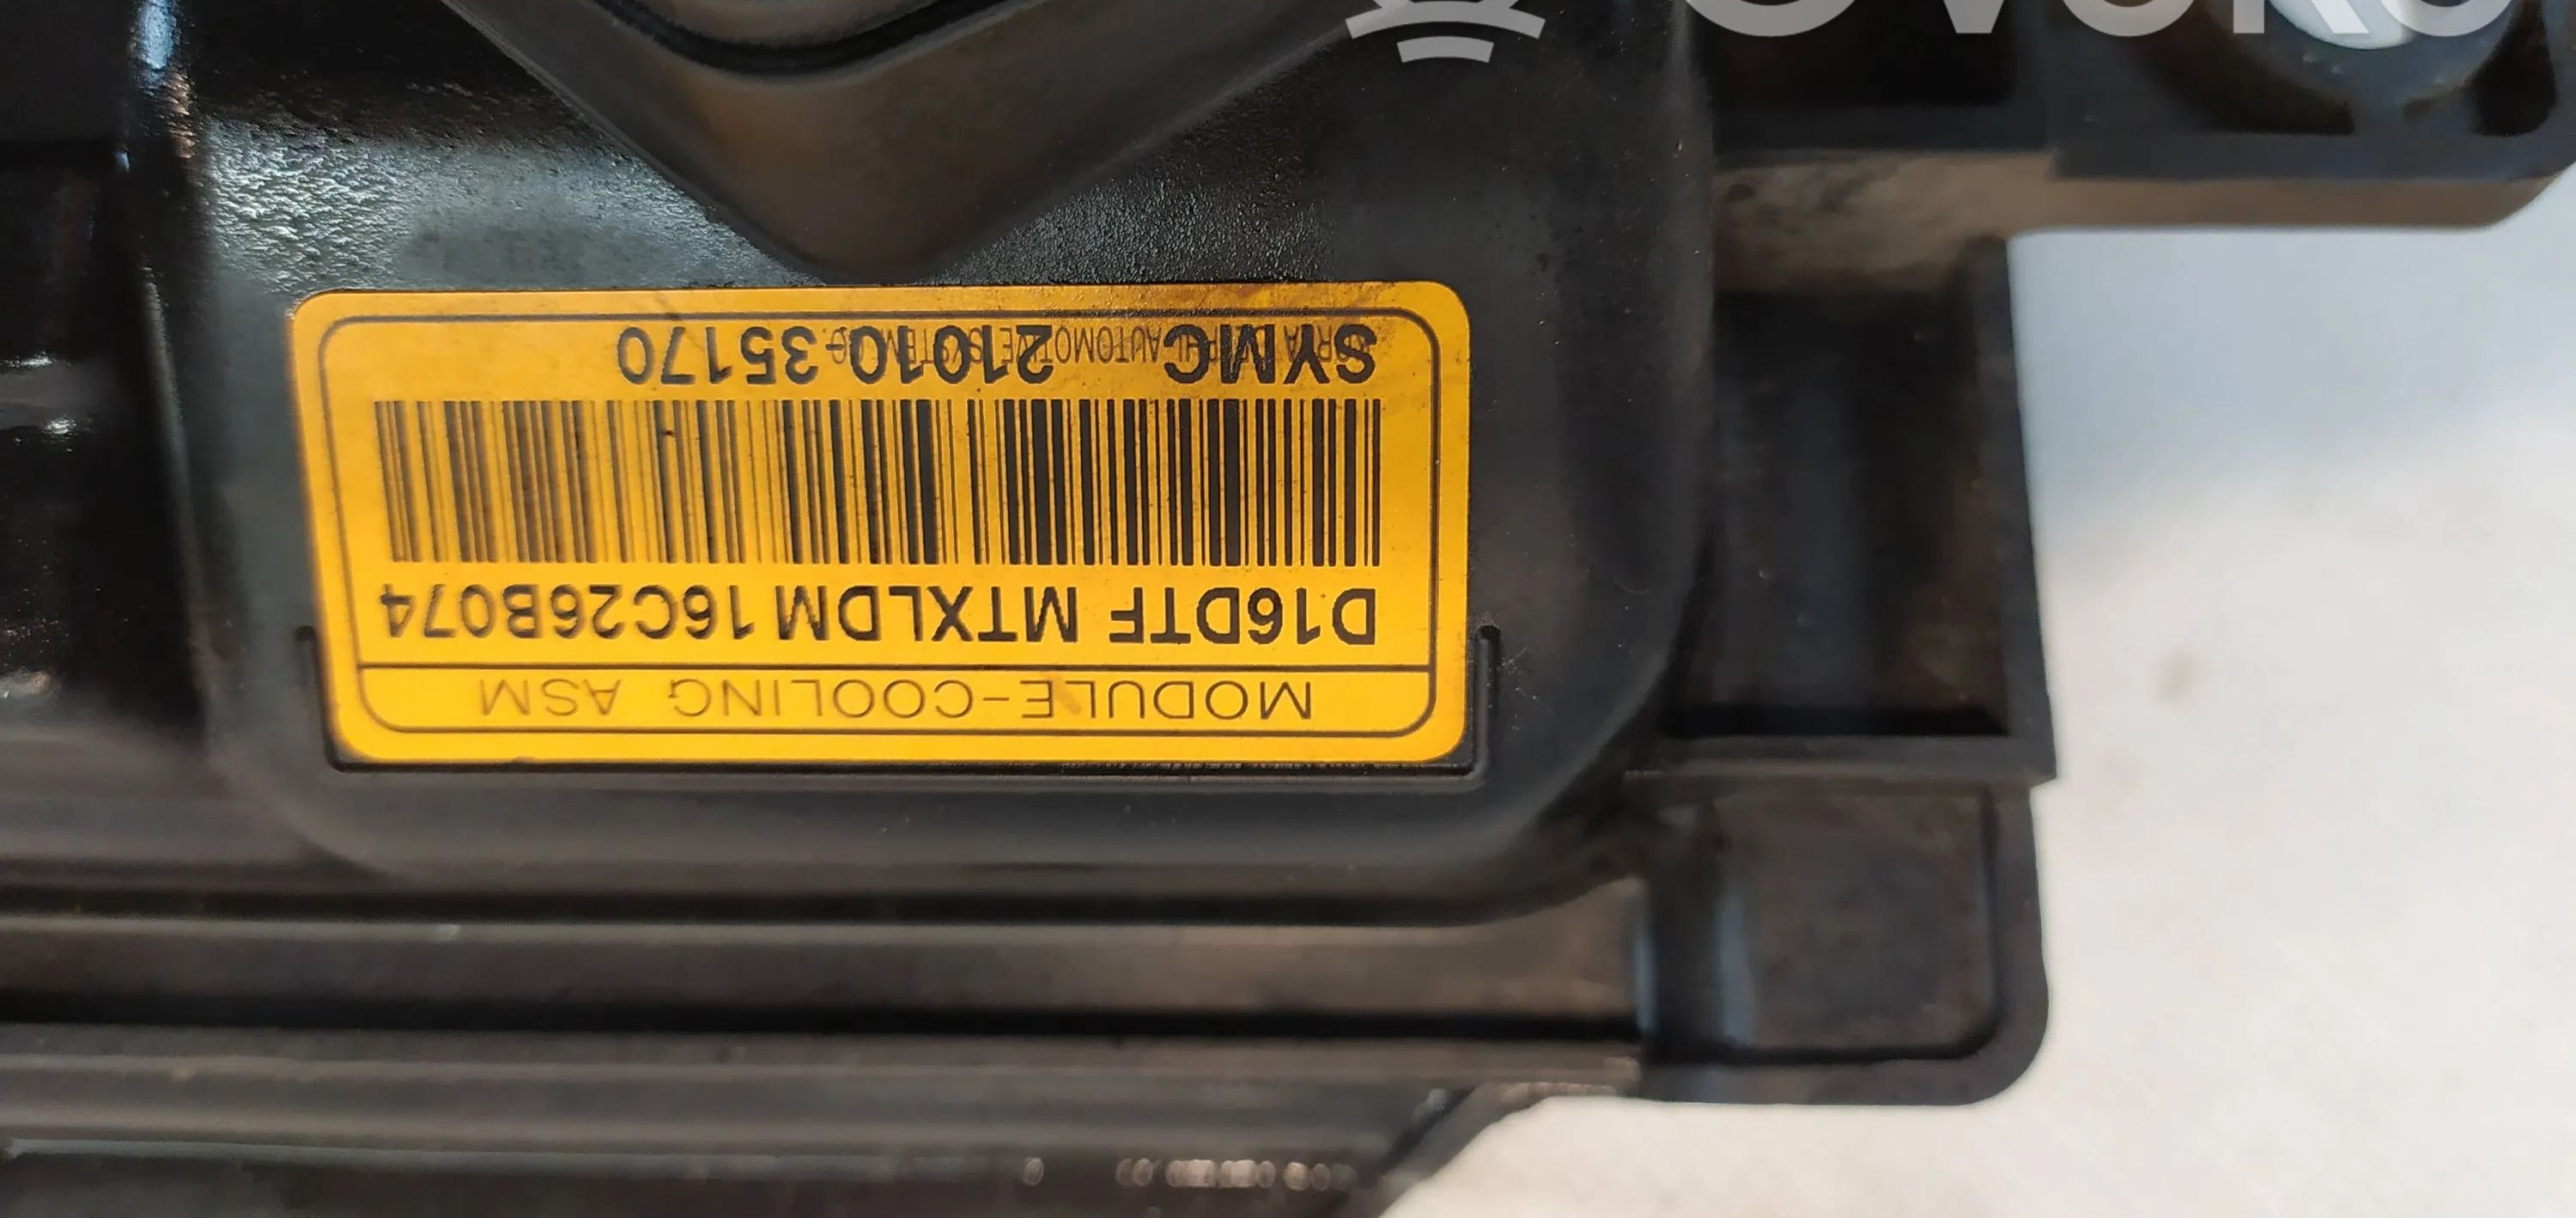 MODULE-COOLING ASM
D16DTF MTXLDM 16C26B074
SYMC 21010-35170